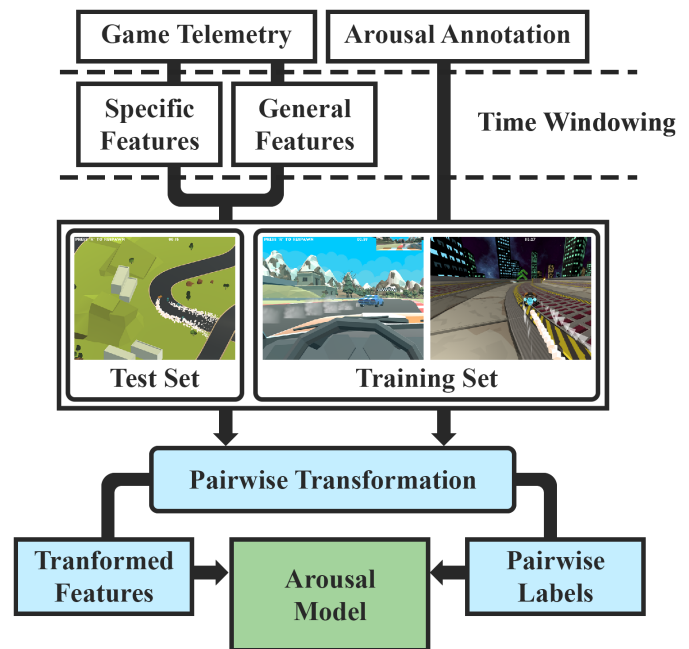 Game Telemetry
Arousal Annotation
Specific
Features
General
Features
Time Windowing
Test Set
Training Set
Pairwise Transformation
Tranformed
Features
Arousal
Model
Pairwise
Labels